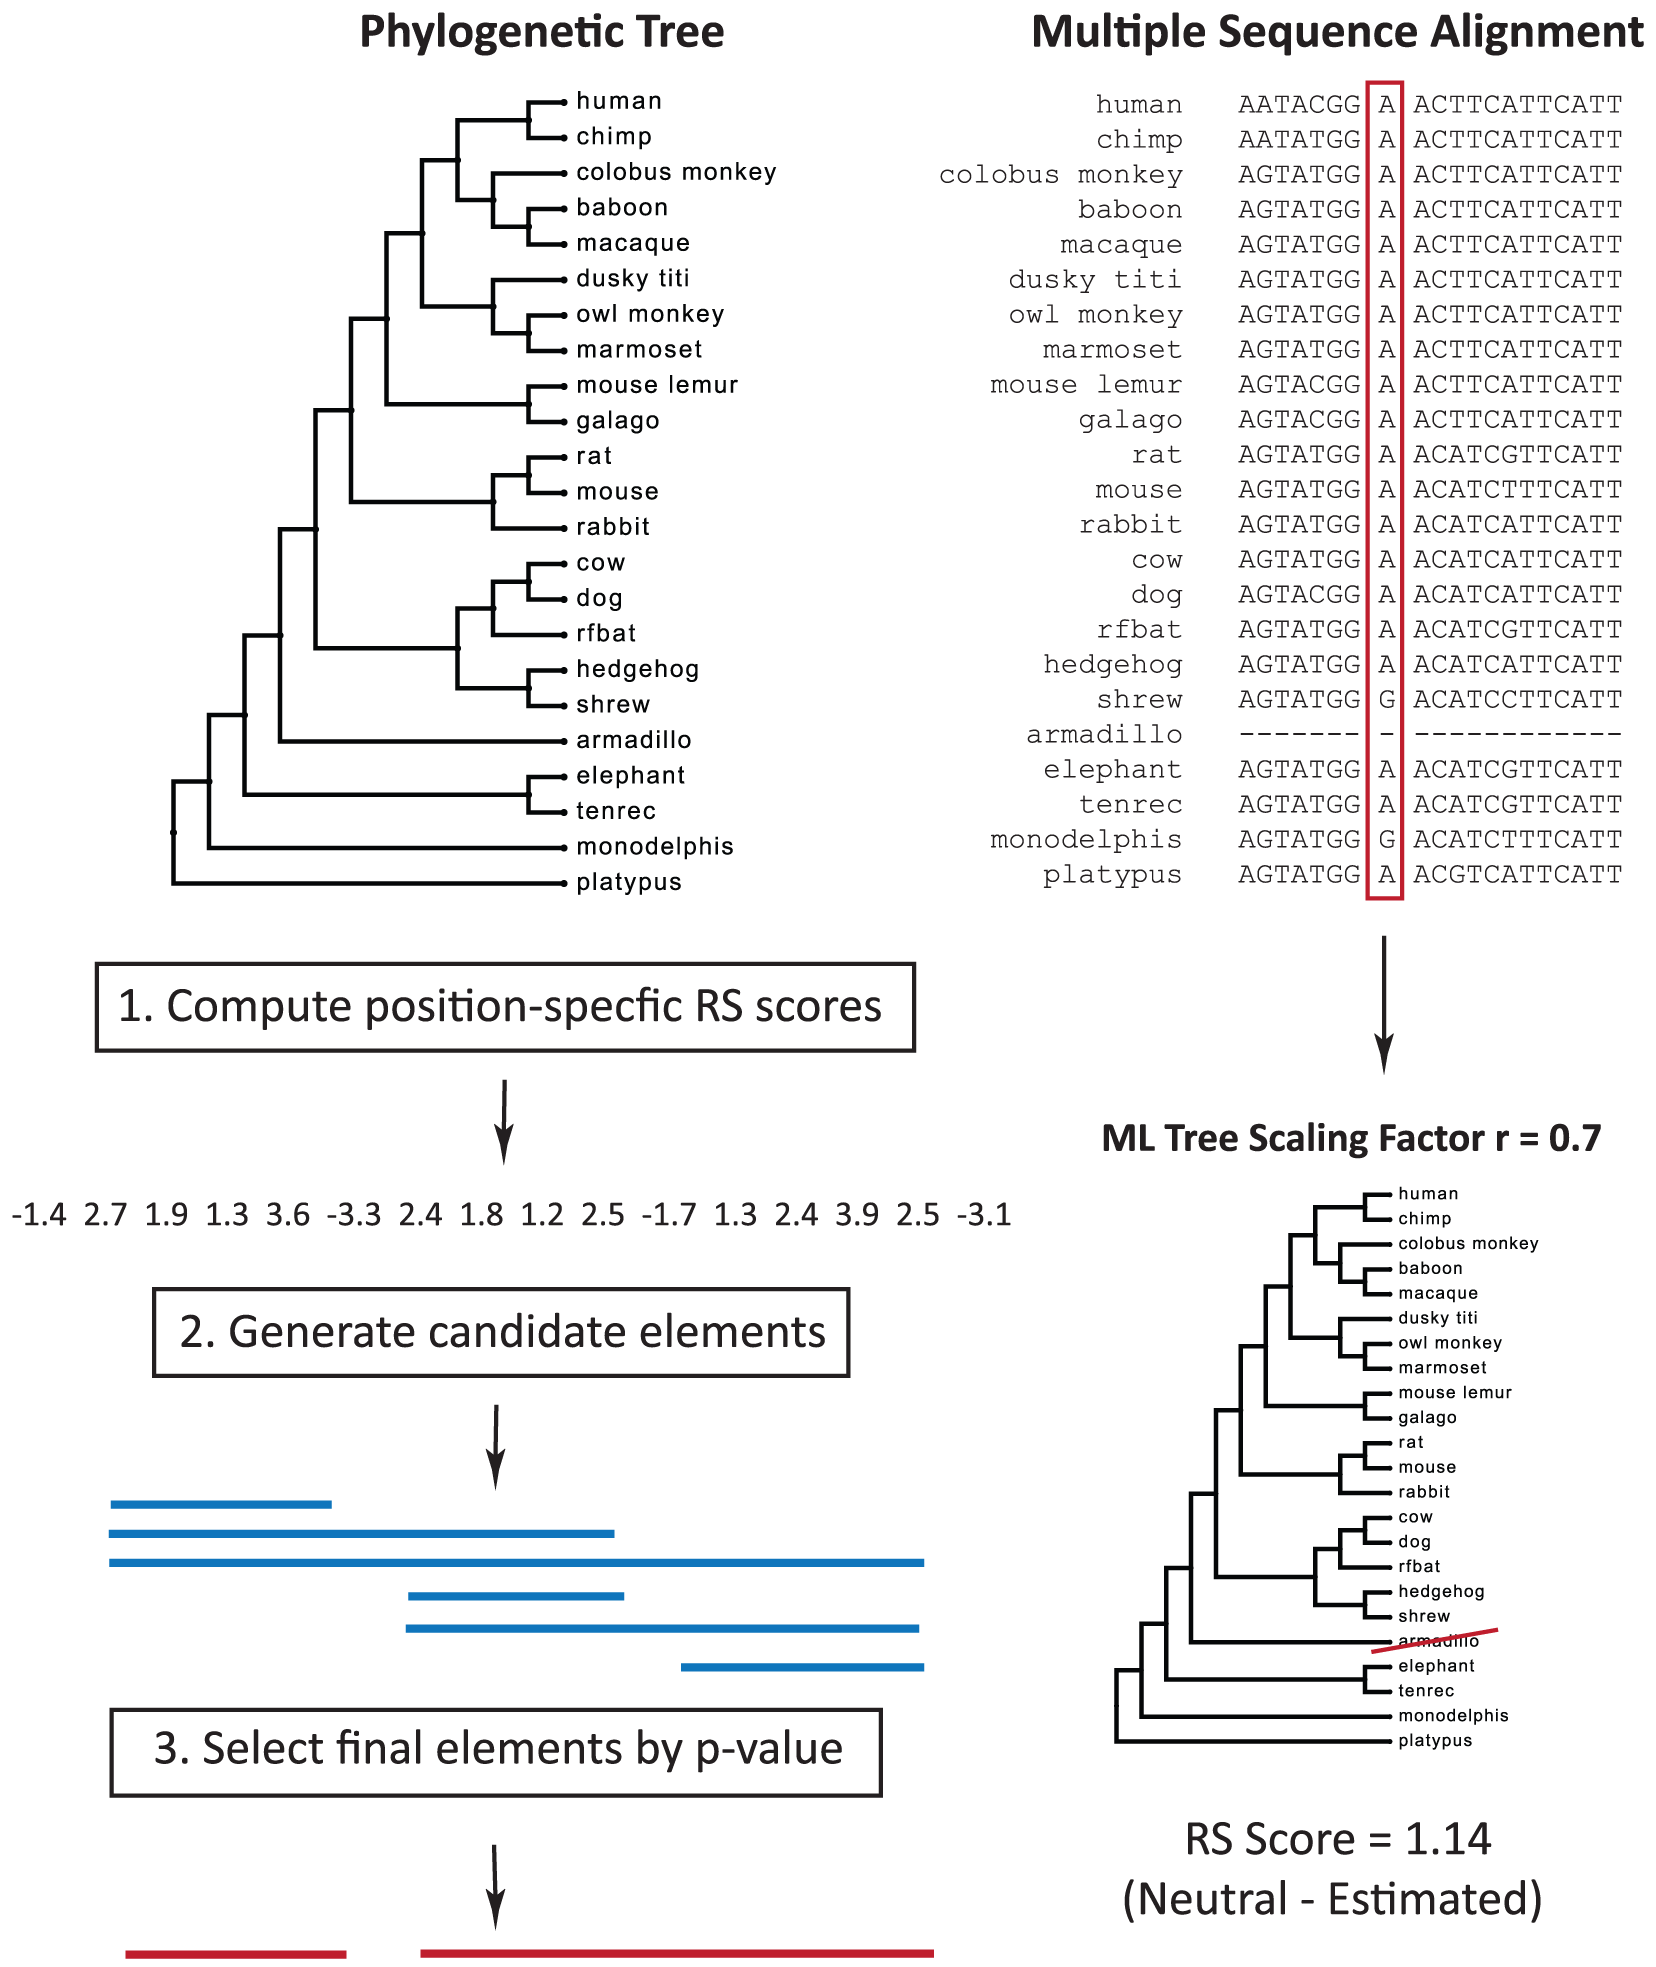 Phylogenetic Tree
human
chimp
colobus monkey
baboon
macaque
dusky titi
owl monkey
marmoset
mouse lemur
galago
rat
mouse
rabbit
cow
dog
rfbat
hedgehog
shrew
armadillo
elephant
tenrec
monodelphis
platypus
Multiple Sequence Alignment
human AATACGG A ACTTCATTCATT
chimp AATATGG A ACTTCATTCATT
colobus monkey AGTATGG A ACTTCATTCATT
baboon AGTATGG A ACTTCATTCATT
macaque AGTATGG A ACTTCATTCATT
dusky titi AGTATGG A ACTTCATTCATT
owl monkey AGTATGG A ACTTCATTCATT
marmoset AGTATGG A ACTTCATTCATT
mouse lemur AGTACGG A ACTTCATTCATT
galago AGTACGG A ACTTCATTCATT
rat AGTATGG A ACATCGTTCATT
mouse AGTATGG A ACATCTTTCATT
rabbit AGTATGG A ACATCATTCATT
cow AGTATGG A ACATCATTCATT
dog AGTACGG A ACATCATTCATT
rfbat AGTATGG A ACATCGTTCATT
hedgehog AGTATGG A ACATCATTCATT
shrew AGTATGG G ACATCCTTCATT
armadillo ------- - ------------
elephant AGTATGG A ACATCGTTCATT
tenrec AGTATGG A ACATCGTTCATT
monodelphis AGTATGG G ACATCTTTCATT
platypus AGTATGG A ACGTCATTCATT
1. Compute position-specfic RS scores
-1.4 2.7 1.9 1.3 3.6 -3.3 2.4 1.8 1.2 2.5 -1.7 1.3 2.4 3.9 2.5 -3.1
2. Generate candidate elements
3. Select final elements by p-value
ML Tree Scaling Factor r = 0.7
human
chimp
colobus monkey
baboon
macaque
dusky titi
owl monkey
marmoset
mouse lemur
galago
rat
mouse
rabbit
cow
dog
rfbat
hedgehog
shrew
armadillo
elephant
tenrec
monodelphis
platypus
RS Score = 1.14
(Neutral - Estimated)